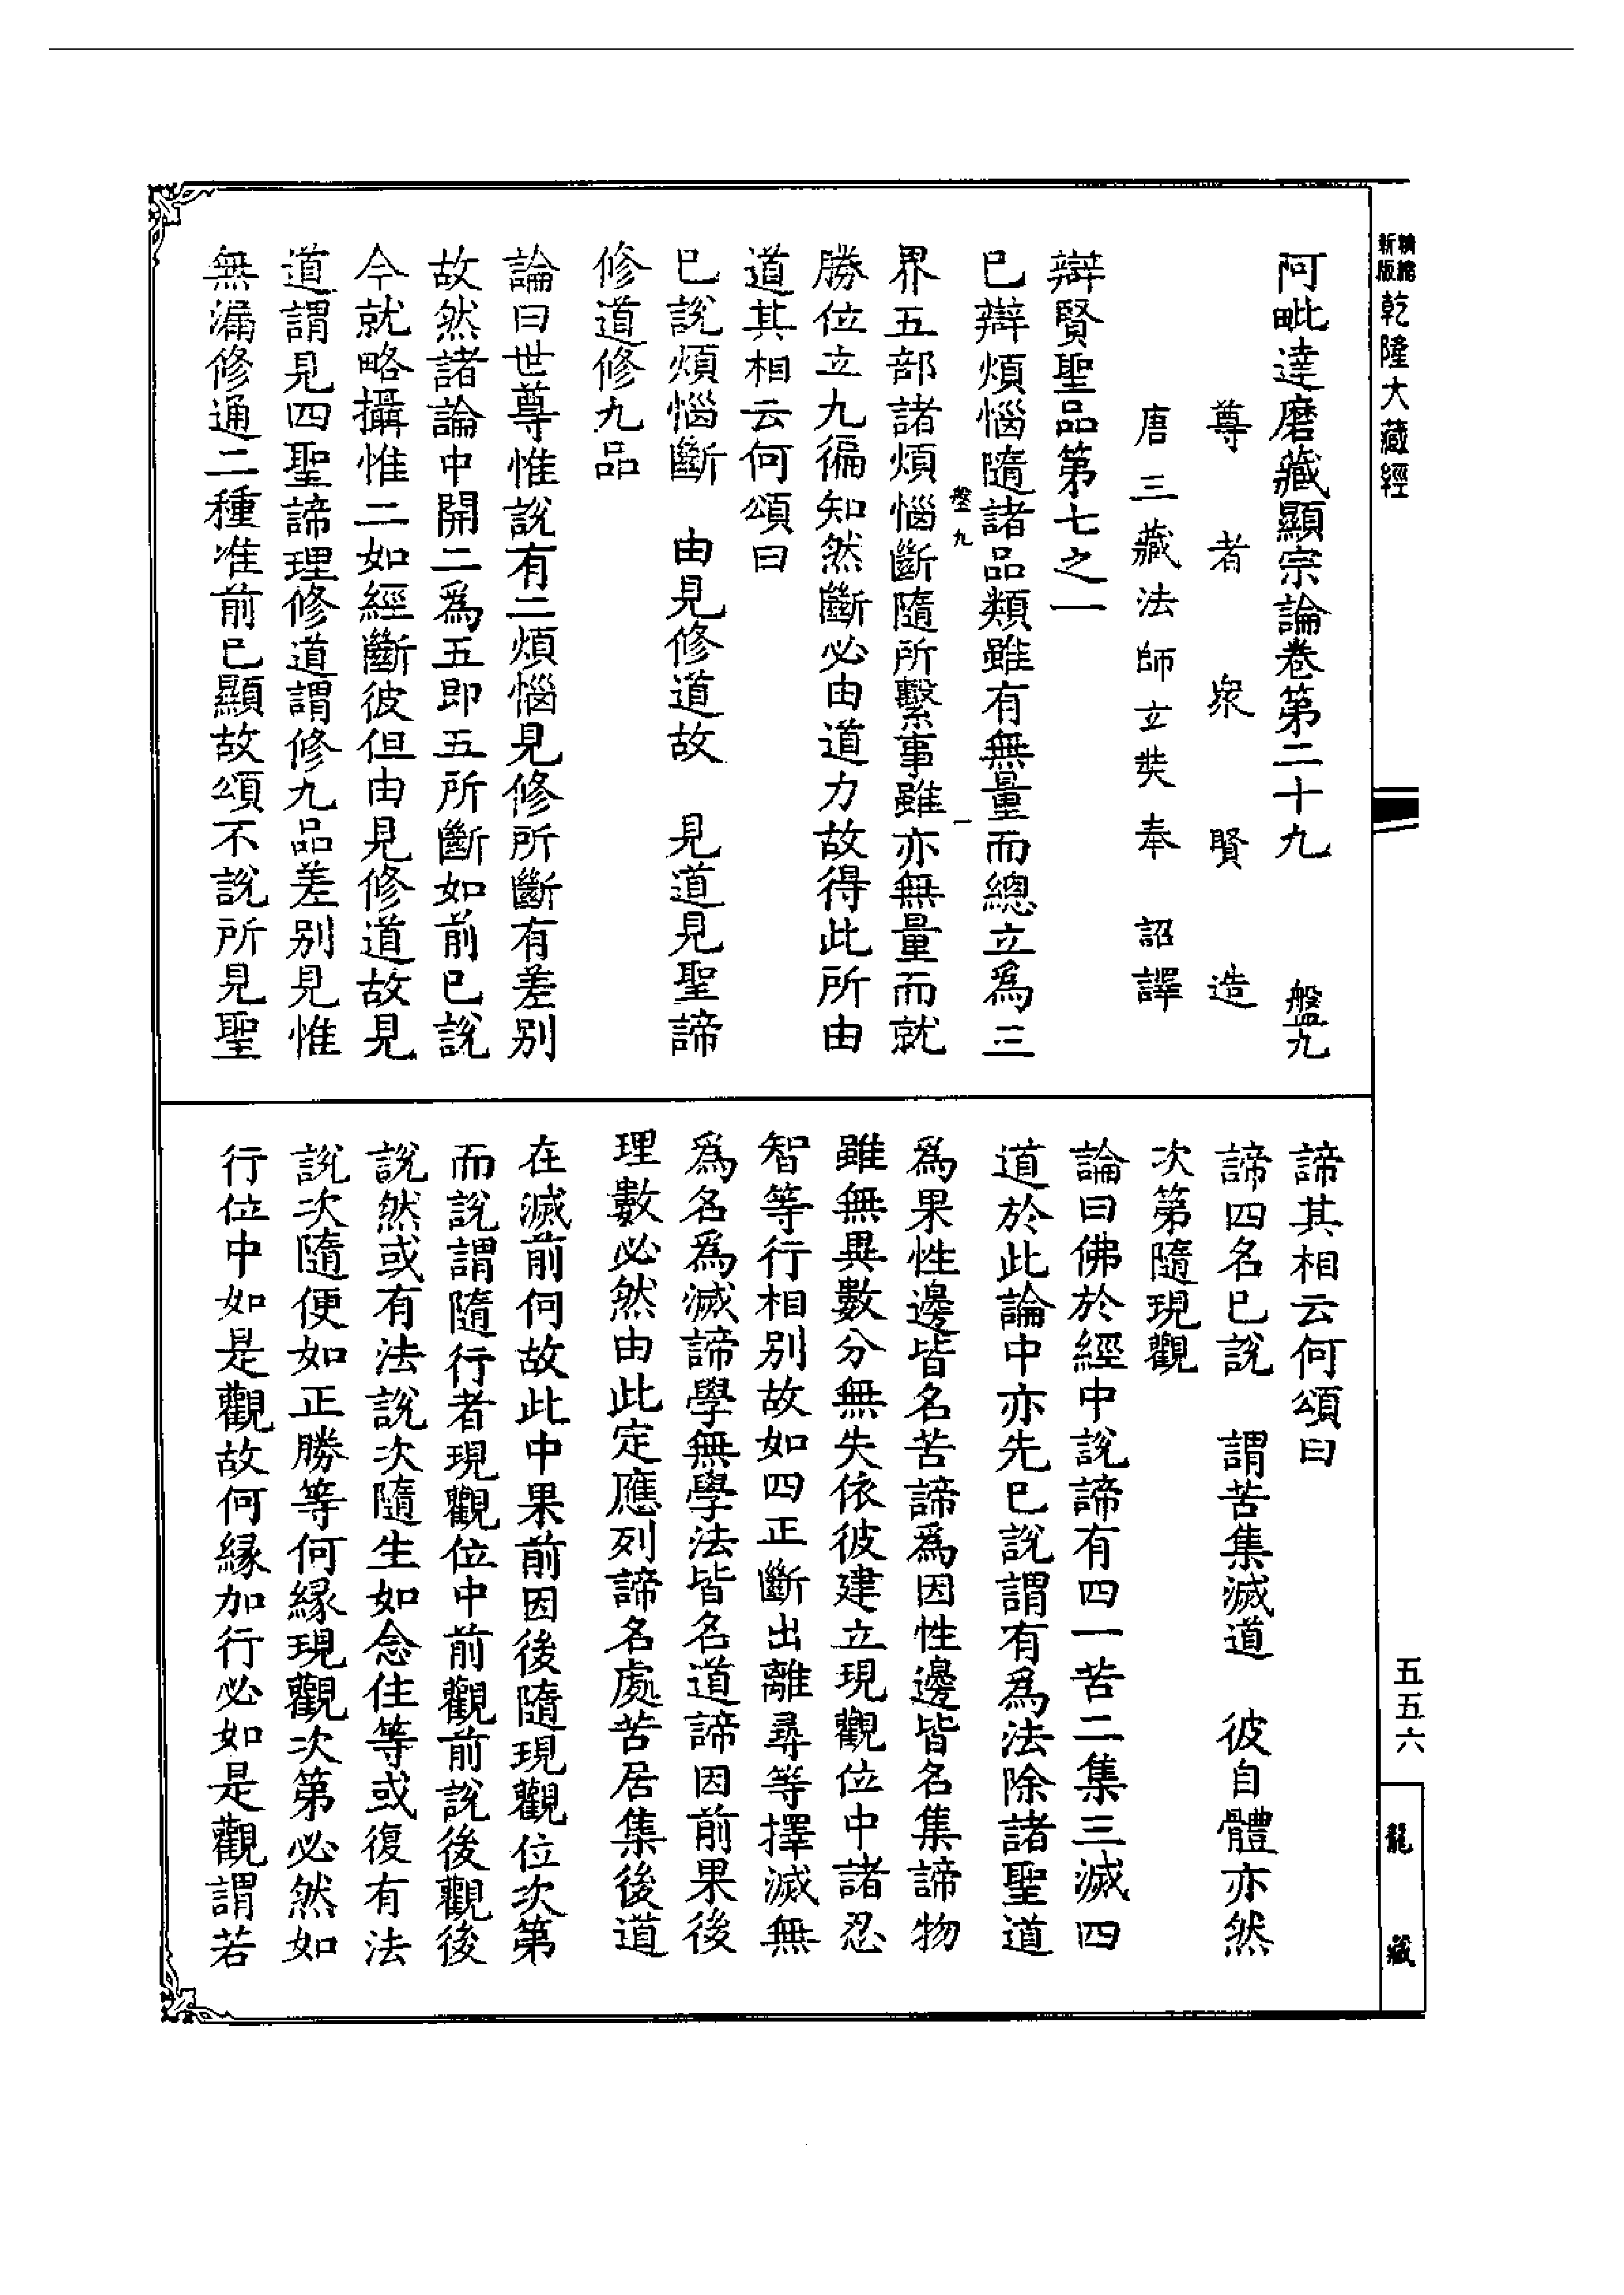 新版精縮乾隆大藏經
阿毗達磨藏顯宗論卷第二十九 盤九
尊者衆賢造
唐三藏法師玄奘奉 詔譯
辯賢聖品第七之一
已辯煩惱隨諸品類雖有無量而總立為三
盤九 一
界五部諸煩惱斷隨所繫事雖亦無量而就
勝位立九徧知然斷必由道力故得此所由
道其相云何頌曰
已說煩惱斷 由見修道故 見道見聖諦
修道修九品
論曰世尊惟說有二煩惱見修所斷有差别
故然諸論中開二為五即五所斷如前已說
今就略攝惟二如經斷彼但由見修道故見
道謂見四聖諦理修道謂修九品差别見惟
無漏修通二種准前已顯故頌不說所見聖
諦其相云何頌曰
諦四名已說 謂苦集滅道 彼自體亦然
次第隨現觀
論曰佛於經中說諦有四一苦二集三滅四
道於此論中亦先已說謂有為法除諸聖道
為果性邊皆名苦諦為因性邊皆名集諦物
雖無異數分無失依彼建立現觀位中諸忍
智等行相别故如四正斷出離尋等擇滅無
為名為滅諦學無學法皆名道諦因前果後
理數必然由此定應列諦名處苦居集後道
在滅前何故此中果前因後隨現觀位次第
而說謂隨行者現觀位中前觀前說後觀後
說然或有法說次隨生如念住等或復有法
說次隨便如正勝等何緣現觀次第必然如
行位中如是觀故何緣加行必如是觀謂若
五五六
龍藏